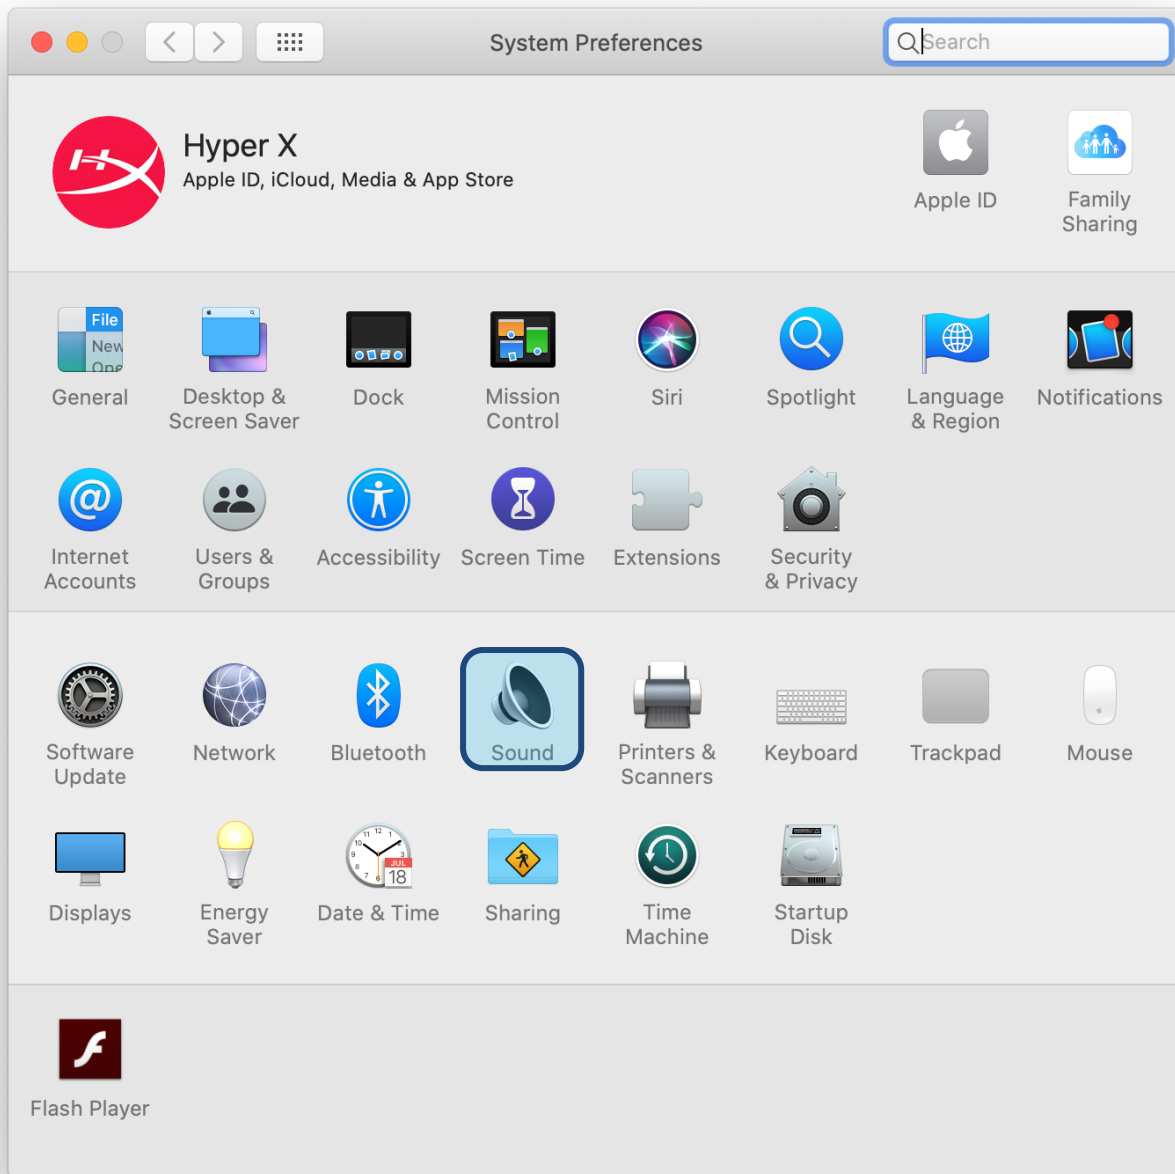 System Preferences
Search
Hyper X
Apple ID, iCloud, Media & App Store
Apple ID
Family
Sharing
File
New
Ope
General
Desktop &
Screen Saver
Dock
Mission
Control
Siri
Spotlight
Language
& Region
Notifications
Internet
Accounts
Users &
Groups
Accessibility
Screen Time
Extensions
Security
& Privacy
Software
Update
Network
Bluetooth
Sound
Printers &
Scanners
Keyboard
Trackpad
Mouse
Displays
Energy
Saver
JUL
18
Date & Time
Sharing
Time
Machine
Startup
Disk
Flash Player